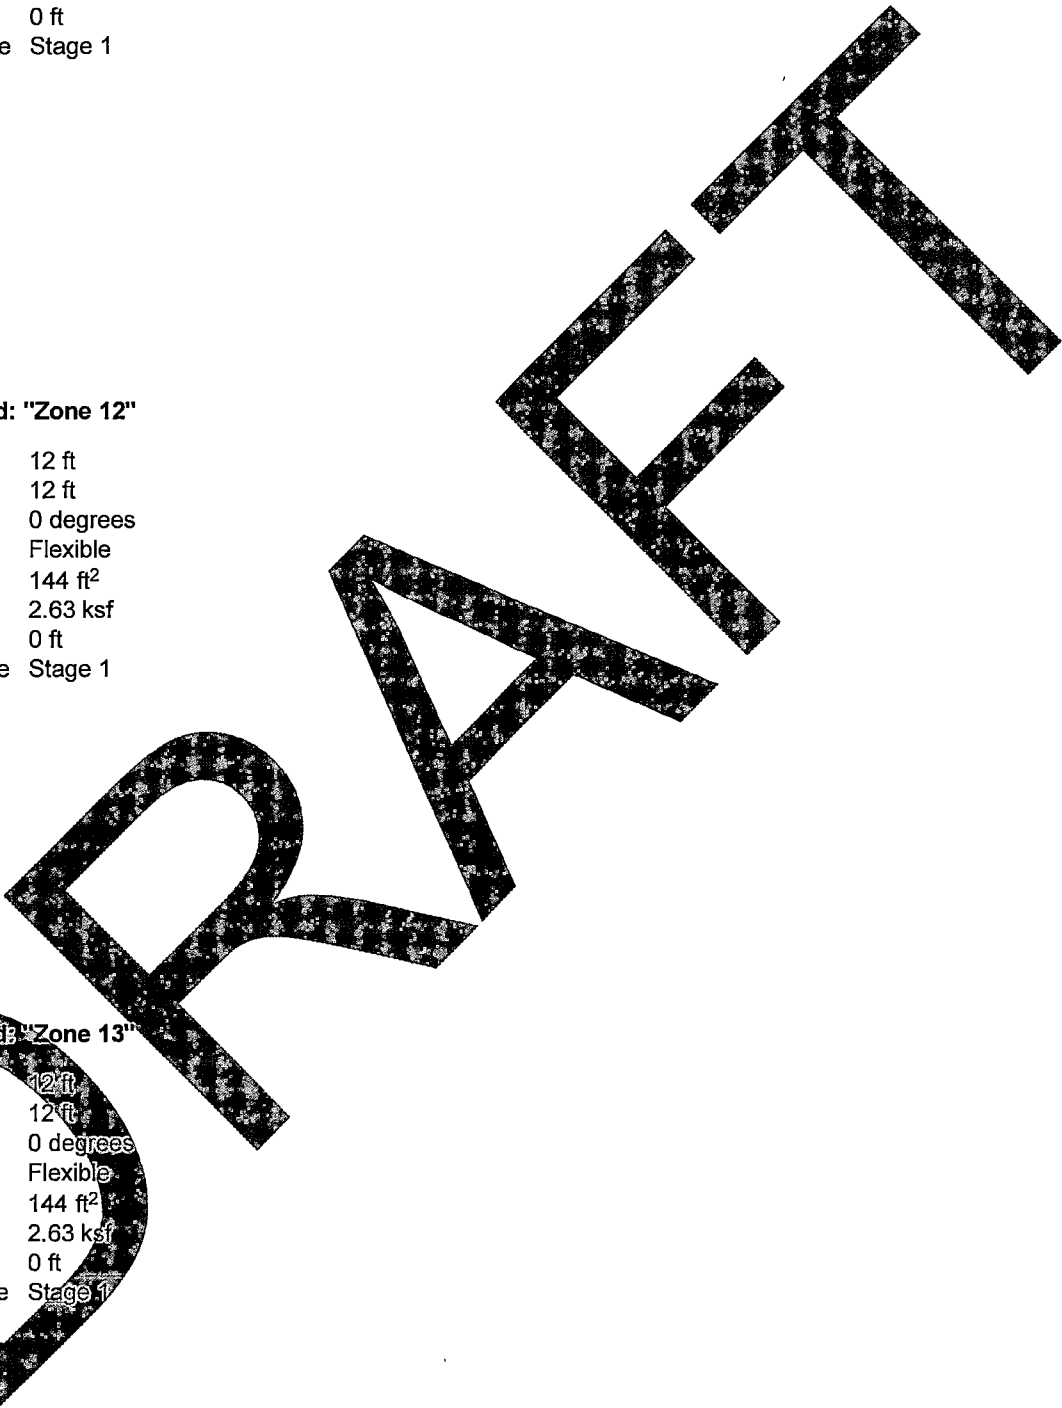 0 ft
e Stage 1
d: "Zone 12"
12 ft
12 ft
0 degrees
Flexible
144 ft²
2.63 ksf
0 ft
e Stage 1
d: "Zone 13"
12 ft
12 ft
0 degrees
Flexible
144 ft²
2.63 ksf
0 ft
e Stage 1
DRAFT